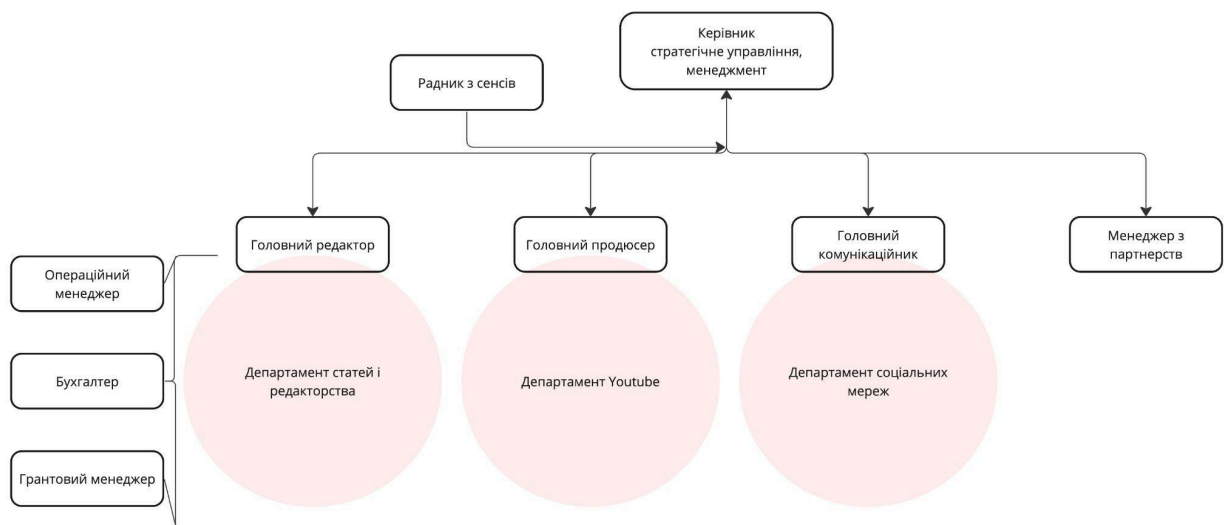 Керівник
стратегічне управління,
менеджмент
Радник з сенсів
Головний редактор
Головний продюсер
Головний
комунікаційник
Менеджер з
партнерств
Операційний
менеджер
Бухгалтер
Грантовий менеджер
Департамент статей і
редакторства
Департамент Youtube
Департамент соціальних
мереж